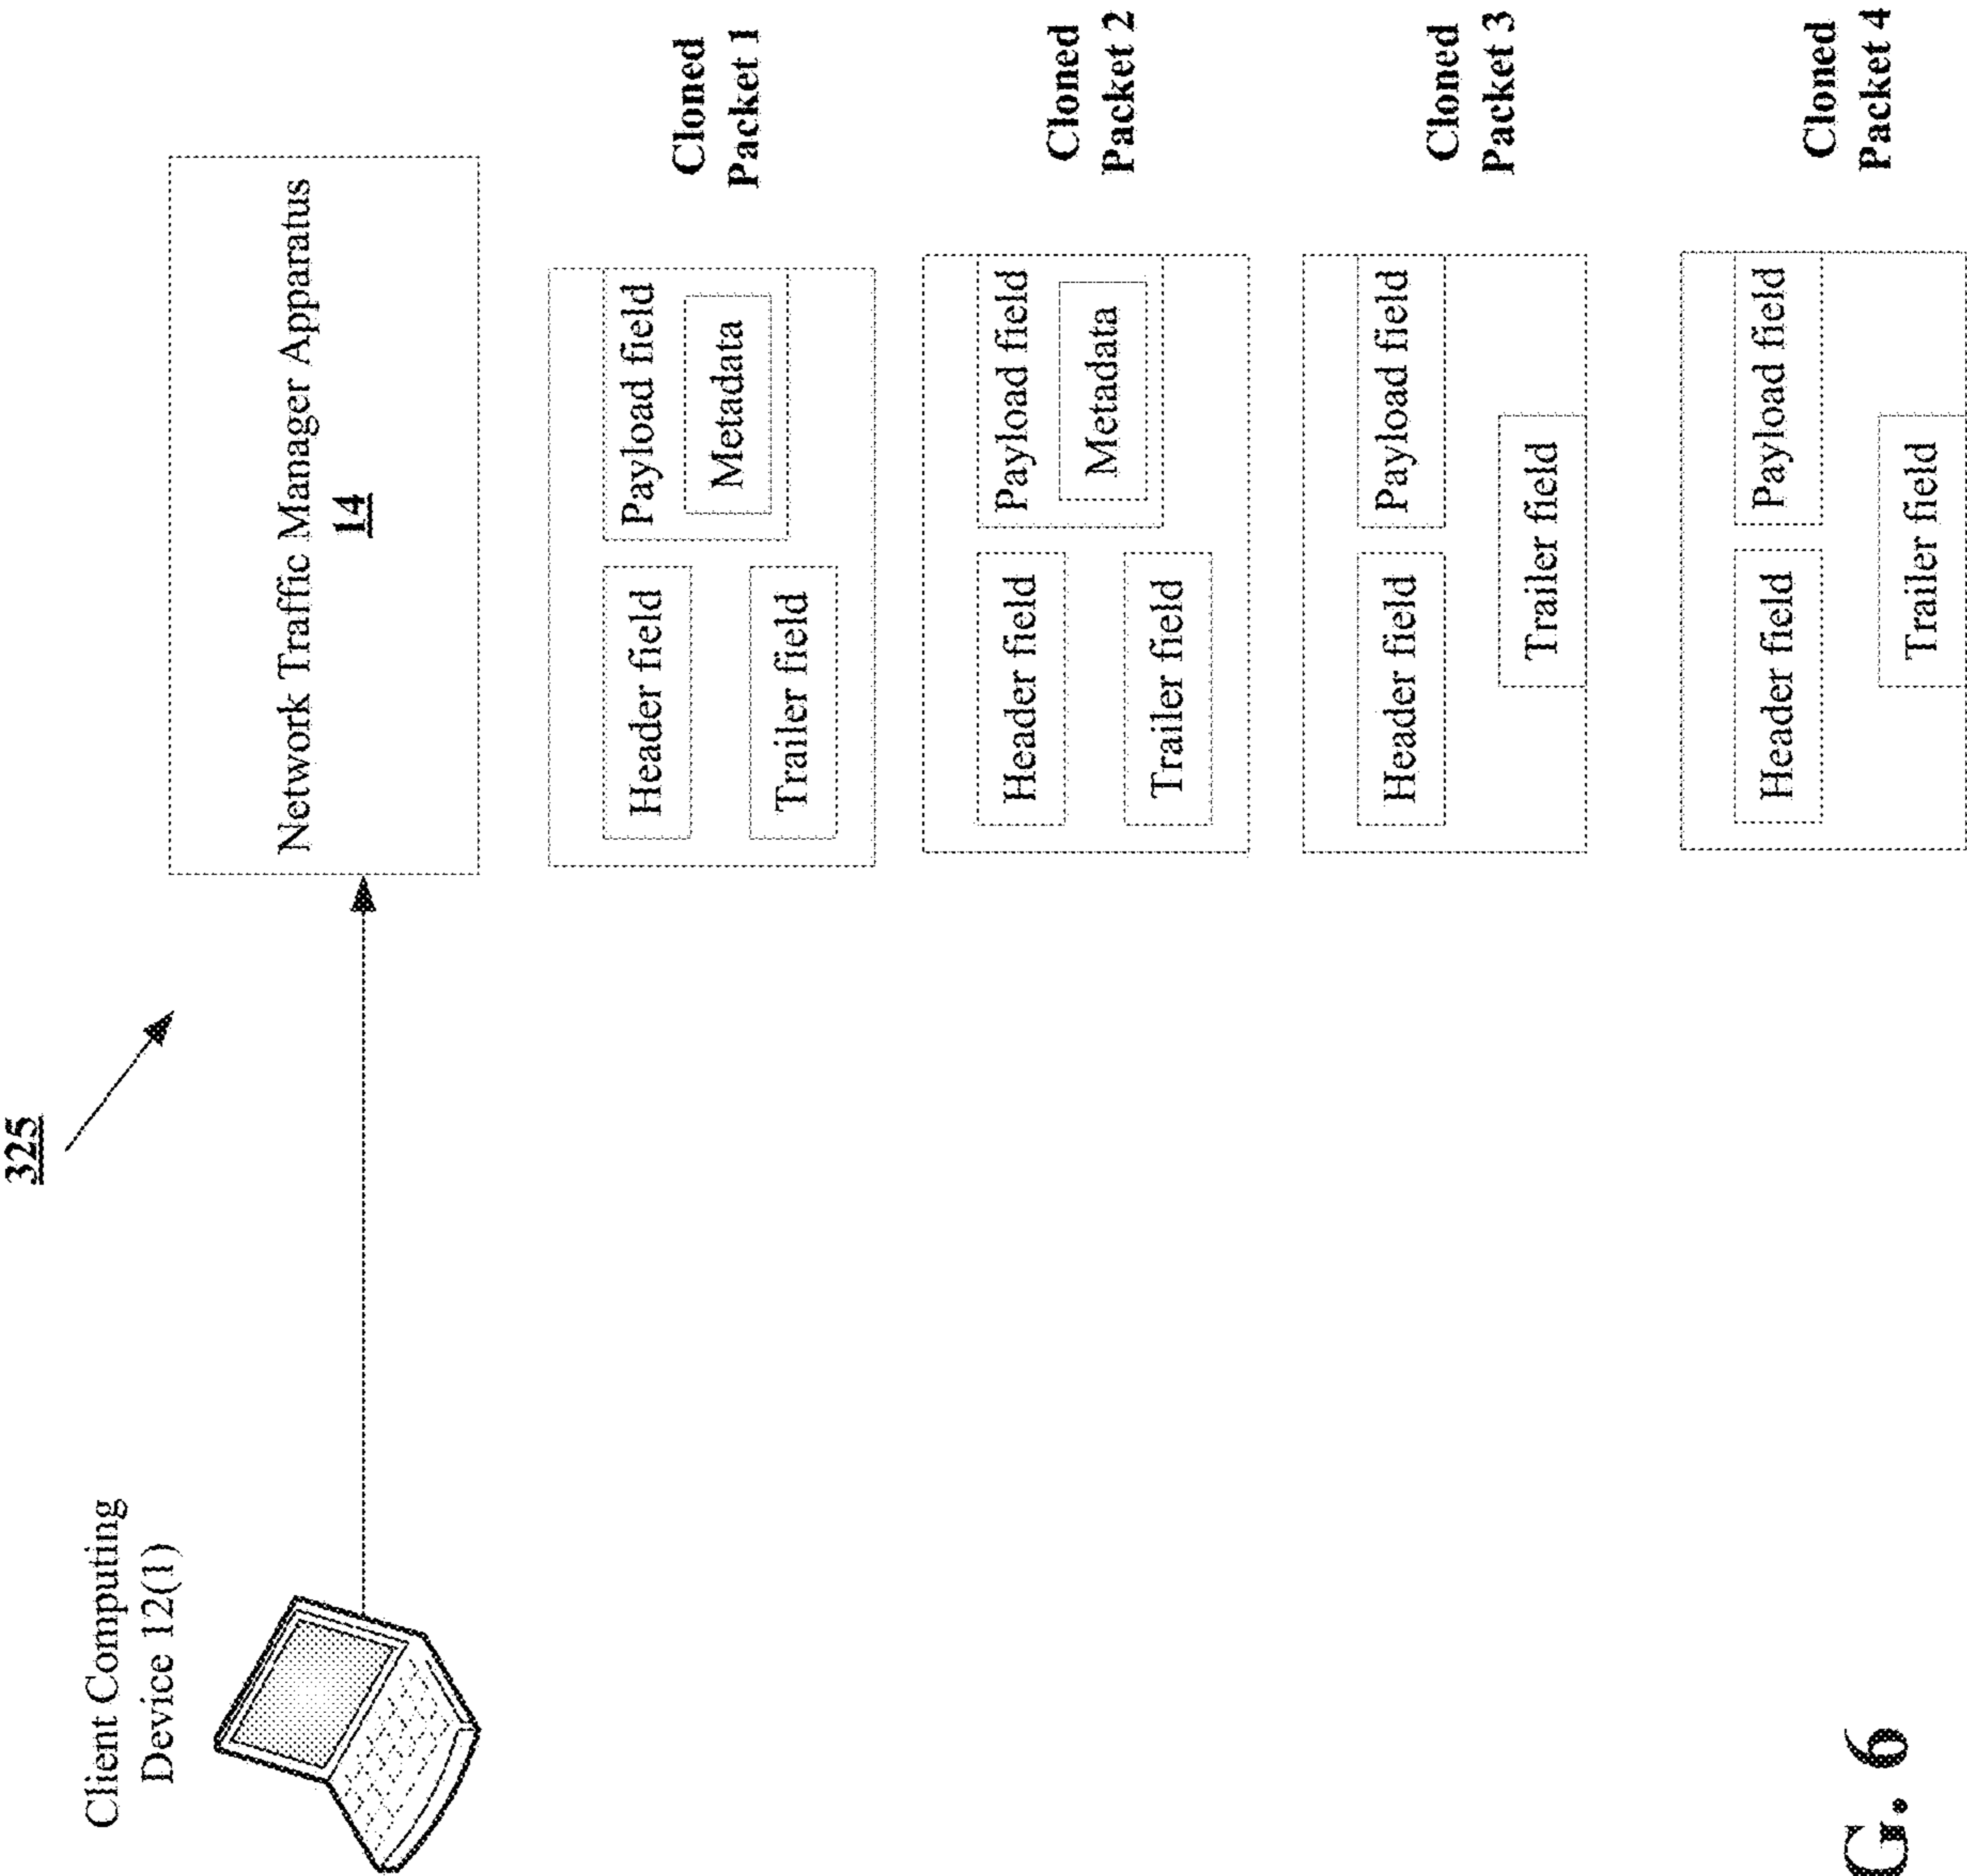 325
Client Computing
Device 12(1)
Network Traffic Manager Apparatus
14
Header field
Payload field
Metadata
Trailer field
Cloned
Packet 1
Header field
Payload field
Metadata
Trailer field
Cloned
Packet 2
Header field
Payload field
Trailer field
Cloned
Packet 3
Header field
Payload field
Trailer field
Cloned
Packet 4
G. 6